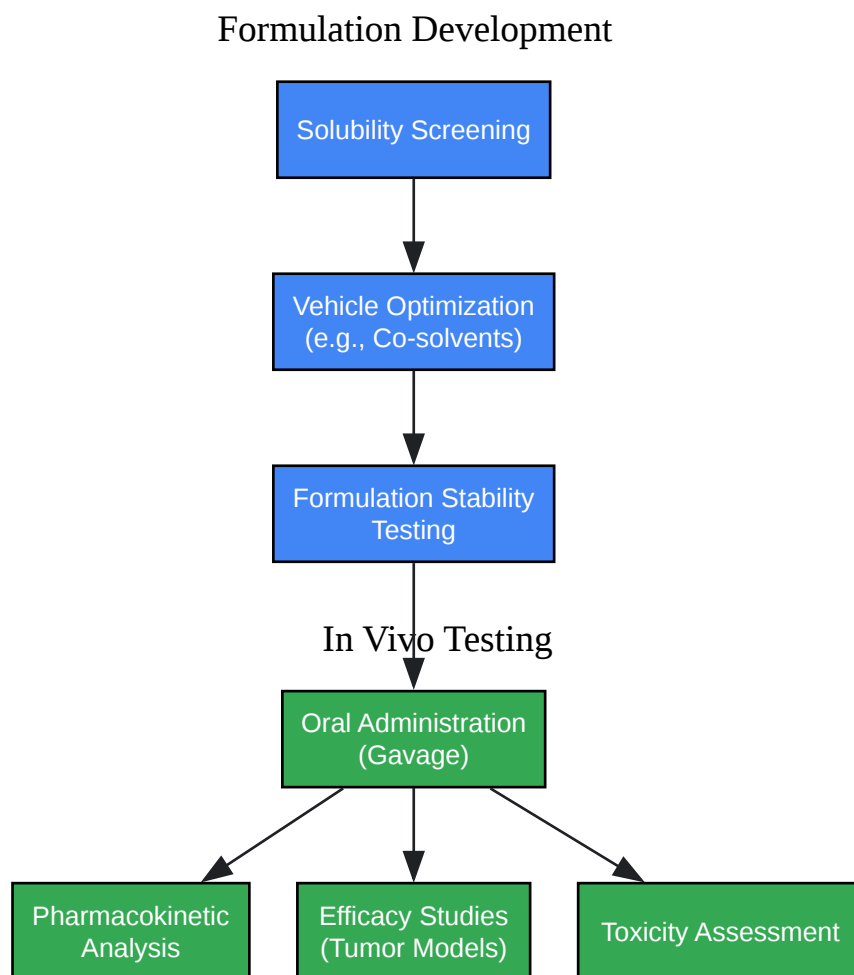 Formulation Development
Solubility Screening
Vehicle Optimization
(e.g., Co-solvents)
Formulation Stability
Testing
In Vivo Testing
Oral Administration
(Gavage)
Pharmacokinetic
Analysis
Efficacy Studies
(Tumor Models)
Toxicity Assessment